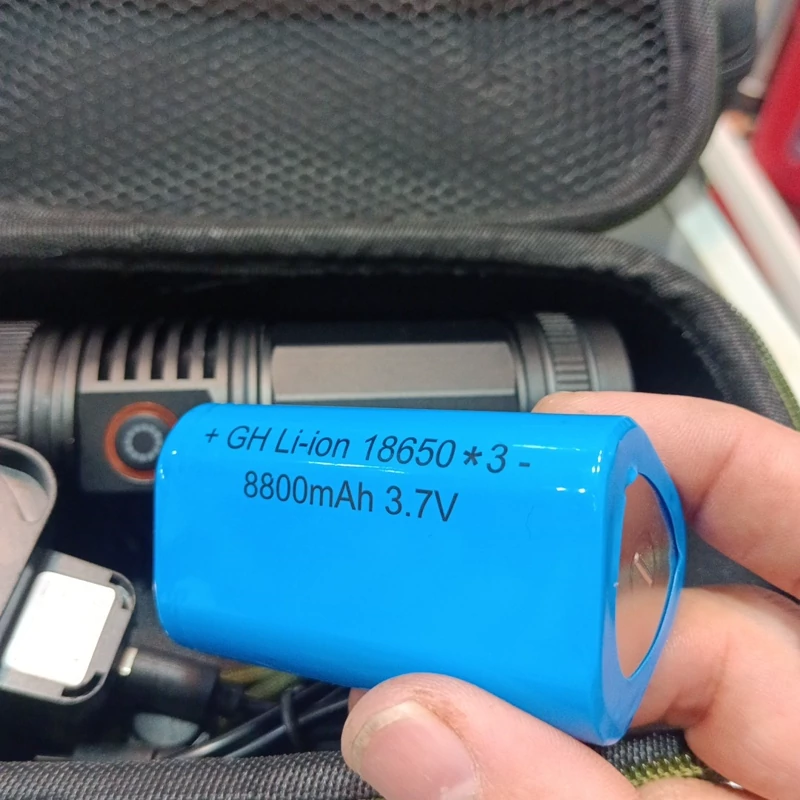 + GH Li-ion 18650*3 -
8800mAh 3.7V